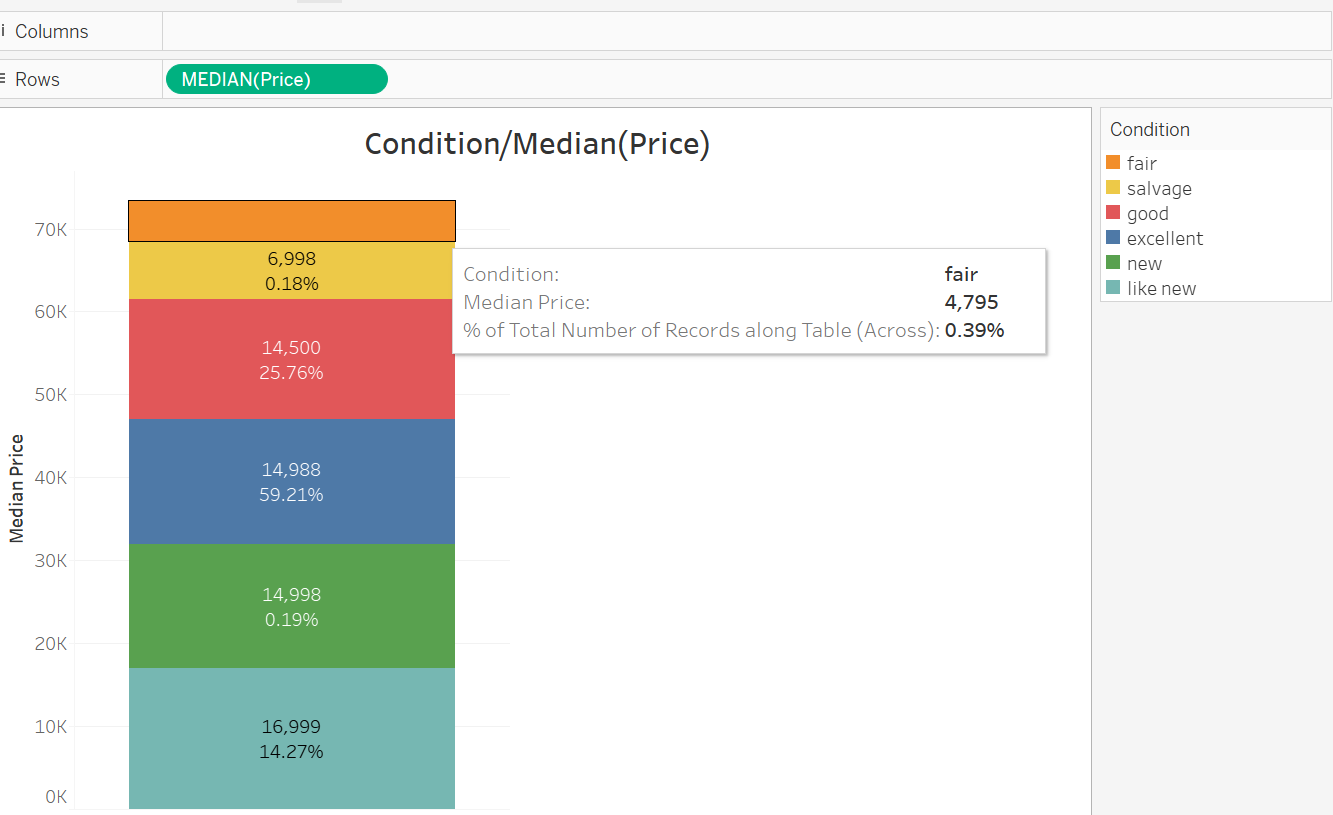 i Columns
Rows MEDIAN(Price)
Condition/Median(Price)
Condition
fair
salvage
good
excellent
new
like new
Median Price
70K
60K
50K
40K
30K
20K
10K
0K
6,998
0.18%
14,500
25.76%
14,988
59.21%
14,998
0.19%
16,999
14.27%
Condition: fair
Median Price: 4,795
% of Total Number of Records along Table (Across): 0.39%